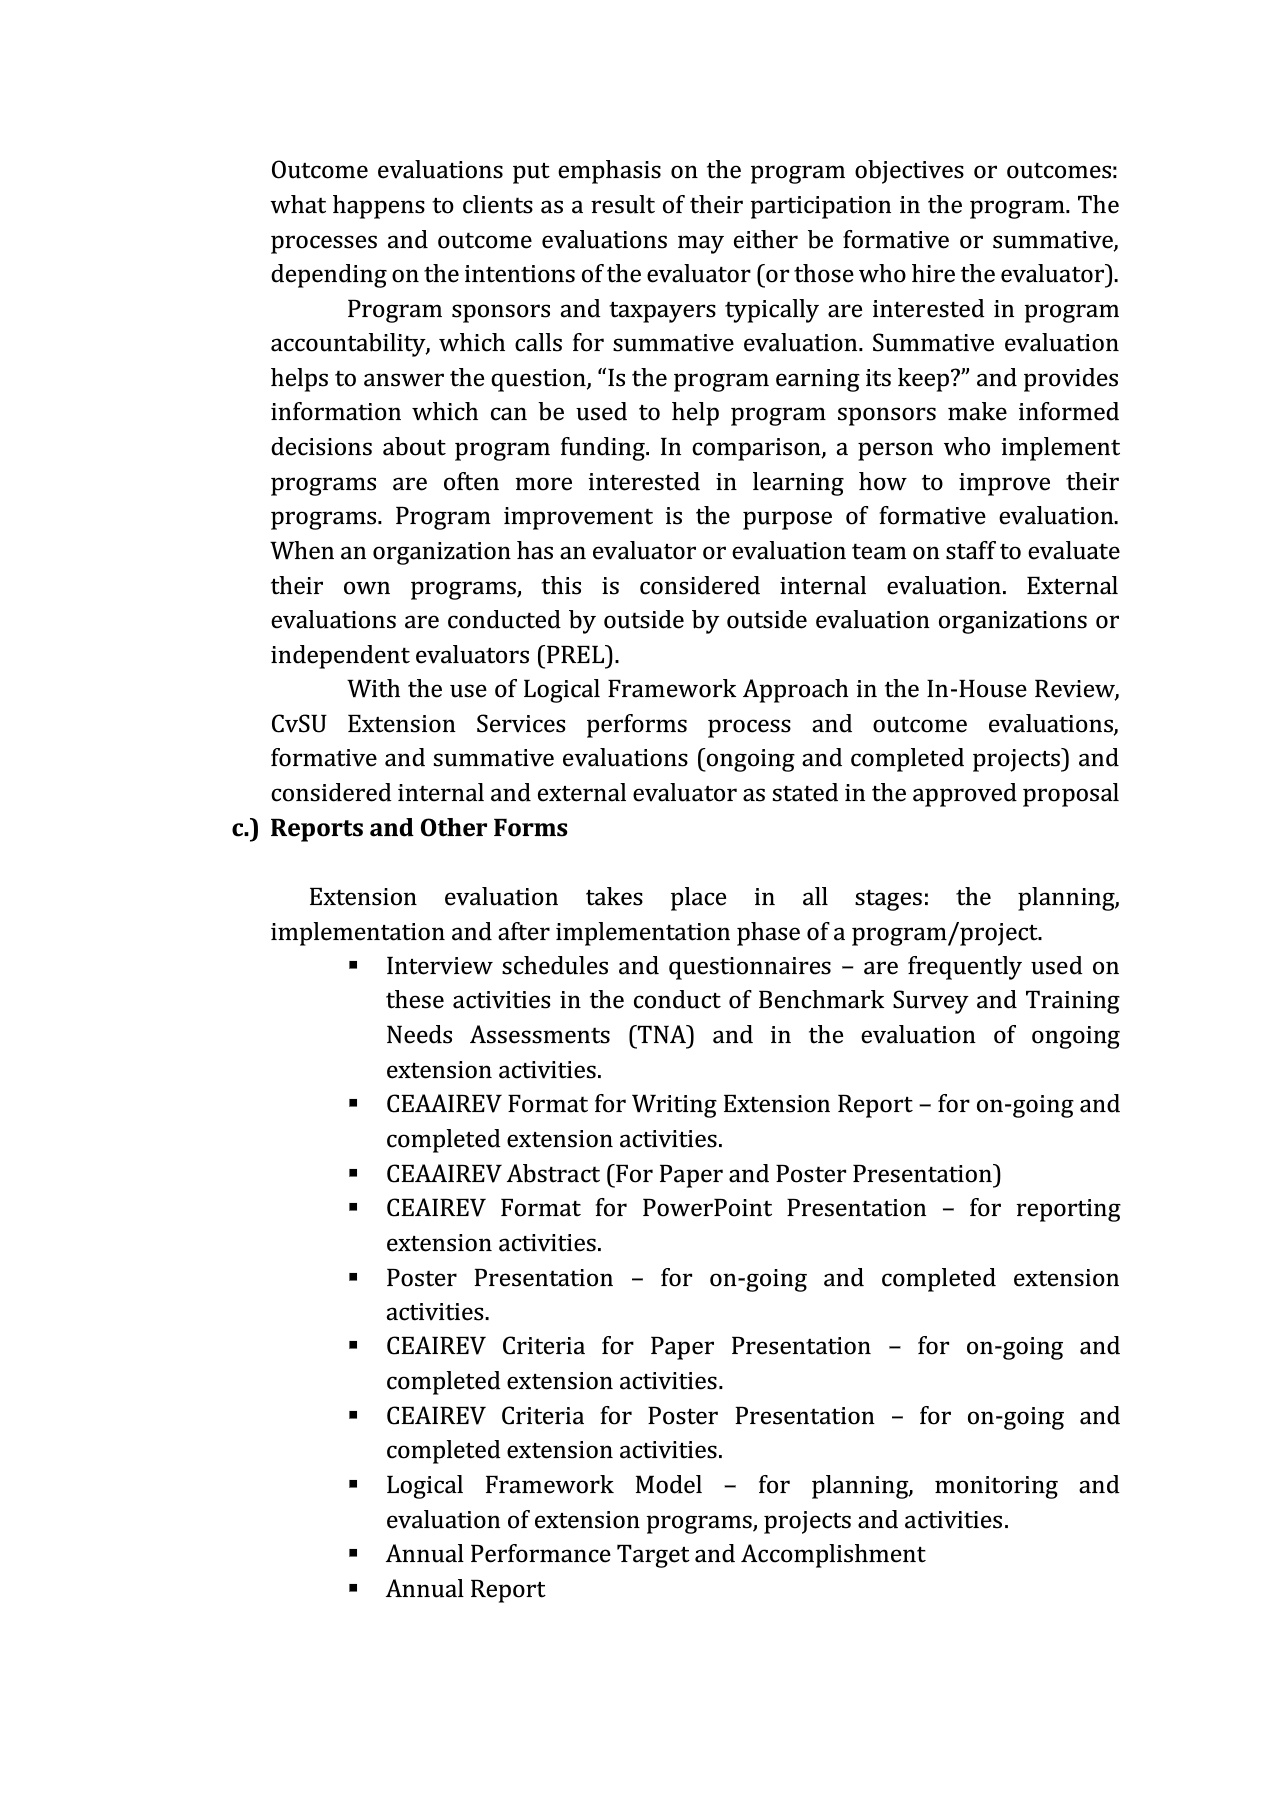 Outcome evaluations put emphasis on the program objectives or outcomes:
what happens to clients as a result of their participation in the program. The
processes and outcome evaluations may either be formative or summative,
depending on the intentions of the evaluator (or those who hire the evaluator).
Program sponsors and taxpayers typically are interested in program
accountability, which calls for summative evaluation. Summative evaluation
helps to answer the question, “Is the program earning its keep?” and provides
information which can be used to help program sponsors make informed
decisions about program funding. In comparison, a person who implement
programs are often more interested in learning how to improve their
programs. Program improvement is the purpose of formative evaluation.
When an organization has an evaluator or evaluation team on staff to evaluate
their own programs, this is considered internal evaluation. External
evaluations are conducted by outside by outside evaluation organizations or
independent evaluators (PREL).
With the use of Logical Framework Approach in the In-House Review,
CvSU Extension Services performs process and outcome evaluations,
formative and summative evaluations (ongoing and completed projects) and
considered internal and external evaluator as stated in the approved proposal
c.) Reports and Other Forms
Extension evaluation takes place in all stages: the planning,
implementation and after implementation phase of a program/project.
▪ Interview schedules and questionnaires – are frequently used on
these activities in the conduct of Benchmark Survey and Training
Needs Assessments (TNA) and in the evaluation of ongoing
extension activities.
▪ CEAAIREV Format for Writing Extension Report – for on-going and
completed extension activities.
▪ CEAAIREV Abstract (For Paper and Poster Presentation)
▪ CEAIREV Format for PowerPoint Presentation – for reporting
extension activities.
▪ Poster Presentation – for on-going and completed extension
activities.
▪ CEAIREV Criteria for Paper Presentation – for on-going and
completed extension activities.
▪ CEAIREV Criteria for Poster Presentation – for on-going and
completed extension activities.
▪ Logical Framework Model – for planning, monitoring and
evaluation of extension programs, projects and activities.
▪ Annual Performance Target and Accomplishment
▪ Annual Report